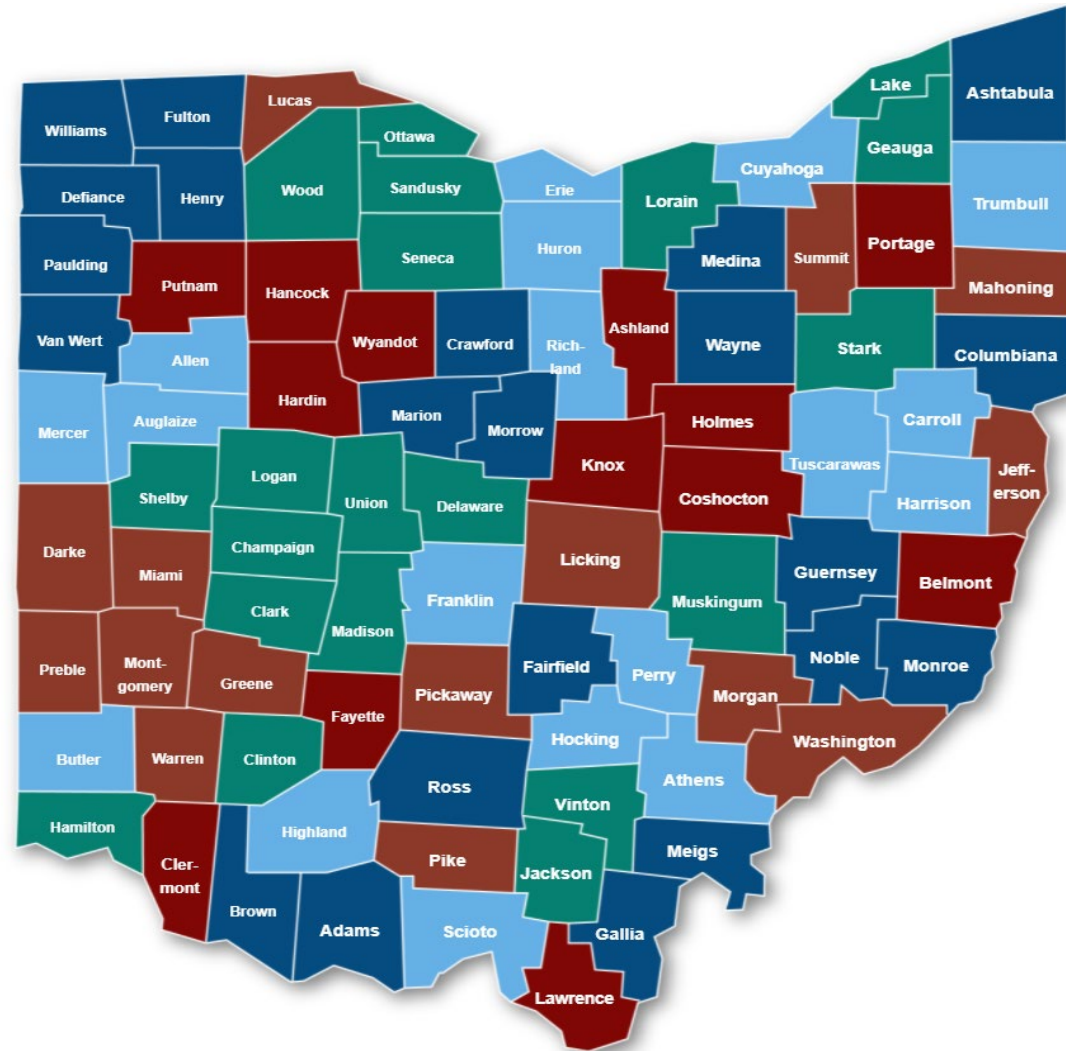 Lake
Ashtabula
Lucas
Fulton
Williams
Ottawa
Geauga
Cuyahoga
Wood
Sandusky
Erie
Defiance
Henry
Lorain
Trumbull
Huron
Portage
Seneca
Medina
Summit
Paulding
Putnam
Hancock
Mahoning
Ashland
Van Wert
Wyandot
Crawford
Rich-
land
Wayne
Stark
Columbiana
Allen
Hardin
Marion
Holmes
Carroll
Mercer
Auglaize
Morrow
Knox
Tuscarawas
Jeff-
erson
Logan
Shelby
Union
Delaware
Coshocton
Harrison
Darke
Champaign
Licking
Miami
Guernsey
Belmont
Franklin
Muskingum
Clark
Madison
Preble
Mont-
gomery
Greene
Fairfield
Perry
Noble
Monroe
Pickaway
Morgan
Fayette
Washington
Butler
Warren
Clinton
Hocking
Athens
Ross
Vinton
Hamilton
Highland
Meigs
Cler-
mont
Pike
Jackson
Brown
Adams
Scioto
Gallia
Lawrence